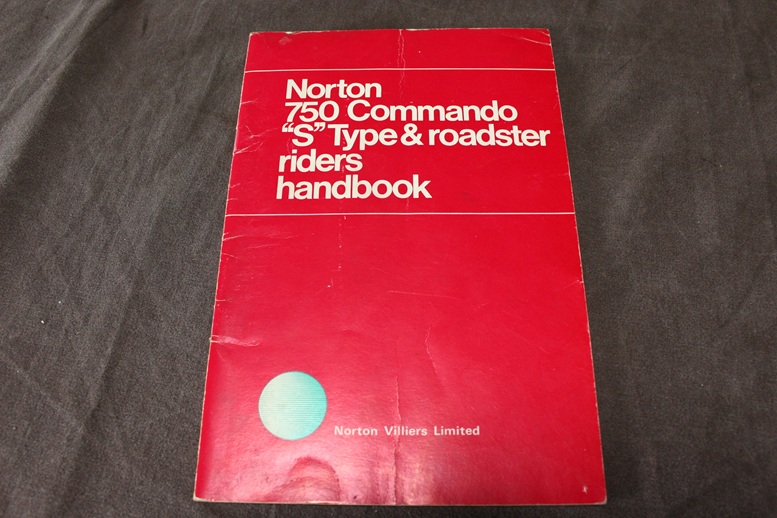 Norton
750 Commando
“S” Type & roadster
riders
handbook
Norton Villiers Limited